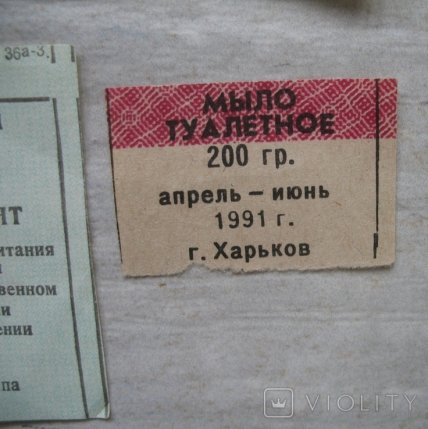 36а-3.
НТ
итания
и
венном
и
ении
па
МЫЛО
ТУАЛЕТНОЕ
200 гр.
апрель – июнь
1991 г.
г. Харьков
VIOLITY